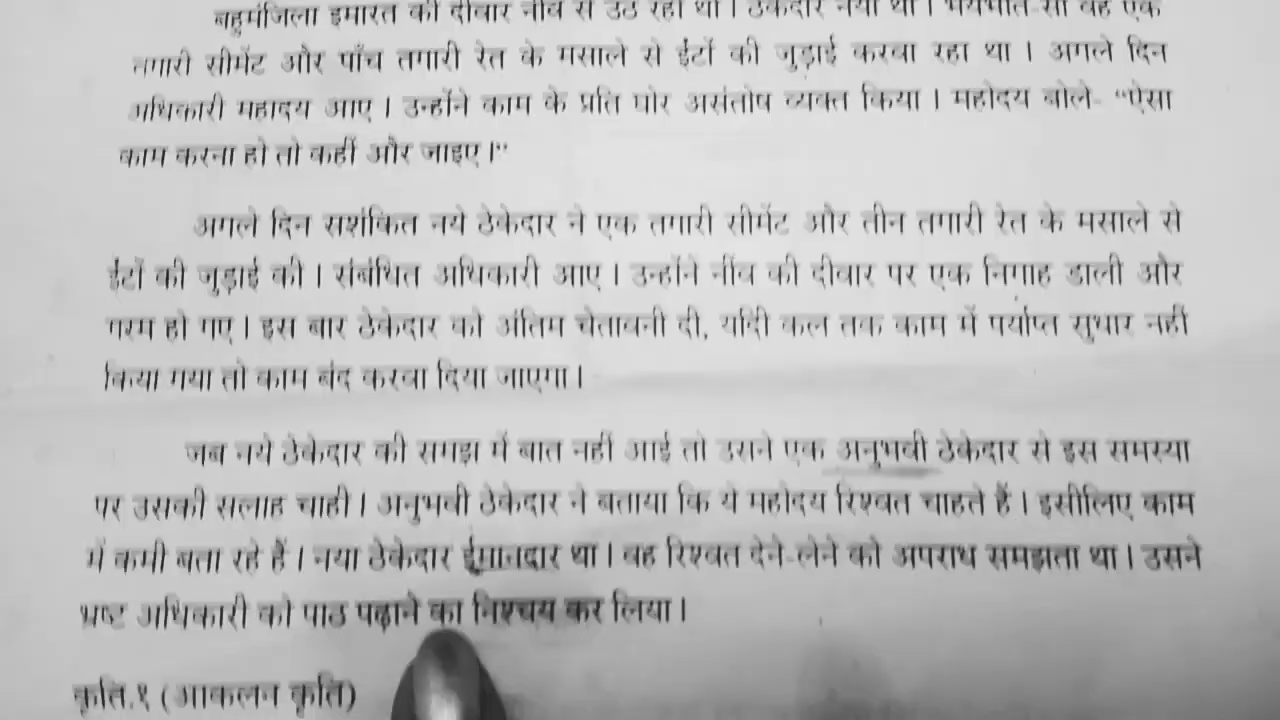 बहुमंजिला इमारत की दीवार नींव से उठ रही थी । ठेकेदार नया था । भयभीत-सा वह एक
तगारी सीमेंट और पाँच तगारी रेत के मसाले से ईंटों की जुड़ाई करवा रहा था । अगले दिन
अधिकारी महोदय आए । उन्होंने काम के प्रति घोर असंतोष व्यक्त किया । महोदय बोले- “ऐसा
काम करना हो तो कहीं और जाइए ।”
अगले दिन सशंकित नये ठेकेदार ने एक तगारी सीमेंट और तीन तगारी रेत के मसाले से
ईंटों की जुड़ाई की । संबंधित अधिकारी आए । उन्होंने नींव की दीवार पर एक निगाह डाली और
गरम हो गए । इस बार ठेकेदार को अंतिम चेतावनी दी, यदि कल तक काम में पर्याप्त सुधार नहीं
किया गया तो काम बंद करवा दिया जाएगा ।
जब नये ठेकेदार की समझ में बात नहीं आई तो उसने एक अनुभवी ठेकेदार से इस समस्या
पर उसकी सलाह चाही । अनुभवी ठेकेदार ने बताया कि ये महोदय रिश्वत चाहते हैं । इसीलिए काम
में कमी बता रहे हैं । नया ठेकेदार ईमानदार था । वह रिश्वत देने-लेने को अपराध समझता था । उसने
भ्रष्ट अधिकारी को पाठ पढ़ाने का निश्चय कर लिया ।
कृति.१ (आकलन कृति)